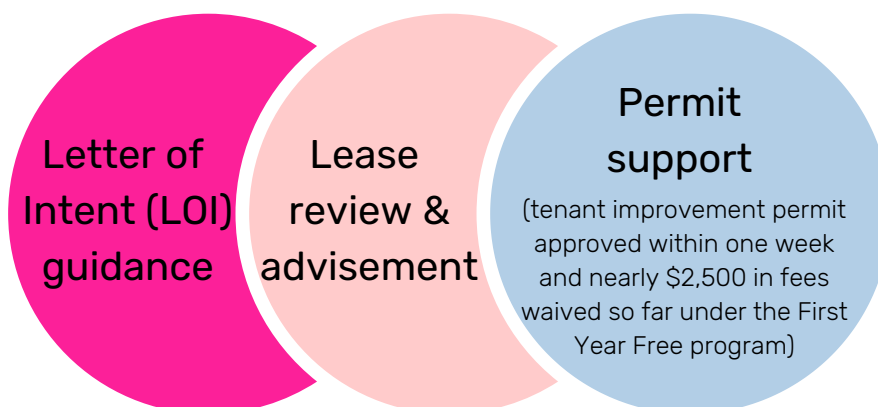 Letter of
Intent (LOI)
guidance
Lease
review &
advisement
Permit
support
(tenant improvement permit
approved within one week
and nearly $2,500 in fees
waived so far under the First
Year Free program)